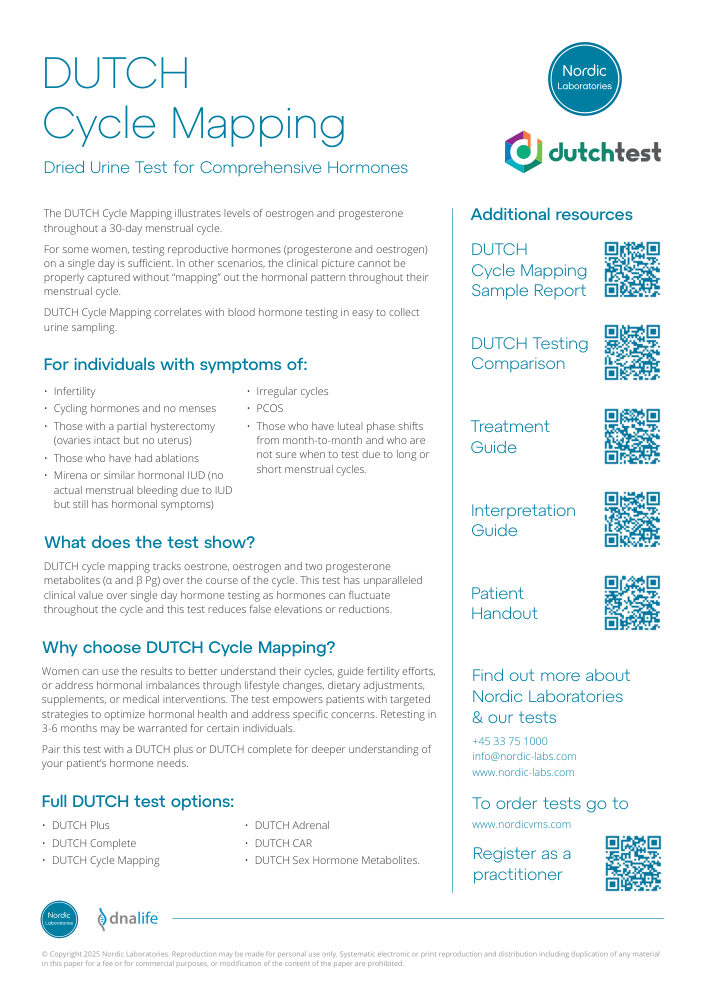 DUTCH
Cycle Mapping
Dried Urine Test for Comprehensive Hormones
Nordic
Laboratories
dutchtest
The DUTCH Cycle Mapping illustrates levels of oestrogen and progesterone
throughout a 30-day menstrual cycle.
For some women, testing reproductive hormones (progesterone and oestrogen)
on a single day is sufficient. In other scenarios, the clinical picture cannot be
properly captured without “mapping” out the hormonal pattern throughout their
menstrual cycle.
DUTCH Cycle Mapping correlates with blood hormone testing in easy to collect
urine sampling.
For individuals with symptoms of:
• Infertility
• Cycling hormones and no menses
• Those with a partial hysterectomy
(ovaries intact but no uterus)
• Those who have had ablations
• Mirena or similar hormonal IUD (no
actual menstrual bleeding due to IUD
but still has hormonal symptoms)
• Irregular cycles
• PCOS
• Those who have luteal phase shifts
from month-to-month and who are
not sure when to test due to long or
short menstrual cycles.
What does the test show?
DUTCH cycle mapping tracks oestrone, oestrogen and two progesterone
metabolites (α and β Pg) over the course of the cycle. This test has unparalleled
clinical value over single day hormone testing as hormones can fluctuate
throughout the cycle and this test reduces false elevations or reductions.
Why choose DUTCH Cycle Mapping?
Women can use the results to better understand their cycles, guide fertility efforts,
or address hormonal imbalances through lifestyle changes, dietary adjustments,
supplements, or medical interventions. The test empowers patients with targeted
strategies to optimize hormonal health and address specific concerns. Retesting in
3-6 months may be warranted for certain individuals.
Pair this test with a DUTCH plus or DUTCH complete for deeper understanding of
your patient’s hormone needs.
Full DUTCH test options:
• DUTCH Plus
• DUTCH Complete
• DUTCH Cycle Mapping
• DUTCH Adrenal
• DUTCH CAR
• DUTCH Sex Hormone Metabolites.
Additional resources
DUTCH
Cycle Mapping
Sample Report
DUTCH Testing
Comparison
Treatment
Guide
Interpretation
Guide
Patient
Handout
Find out more about
Nordic Laboratories
& our tests
+45 33 75 1000
info@nordic-labs.com
www.nordic-labs.com
To order tests go to
www.nordicvms.com
Register as a
practitioner
Nordic
Laboratories
dnalife
© Copyright 2025 Nordic Laboratories. Reproduction may be made for personal use only. Systematic electronic or print reproduction and distribution including duplication of any material
in this paper for a fee or for commercial purposes, or modification of the content of the paper are prohibited.